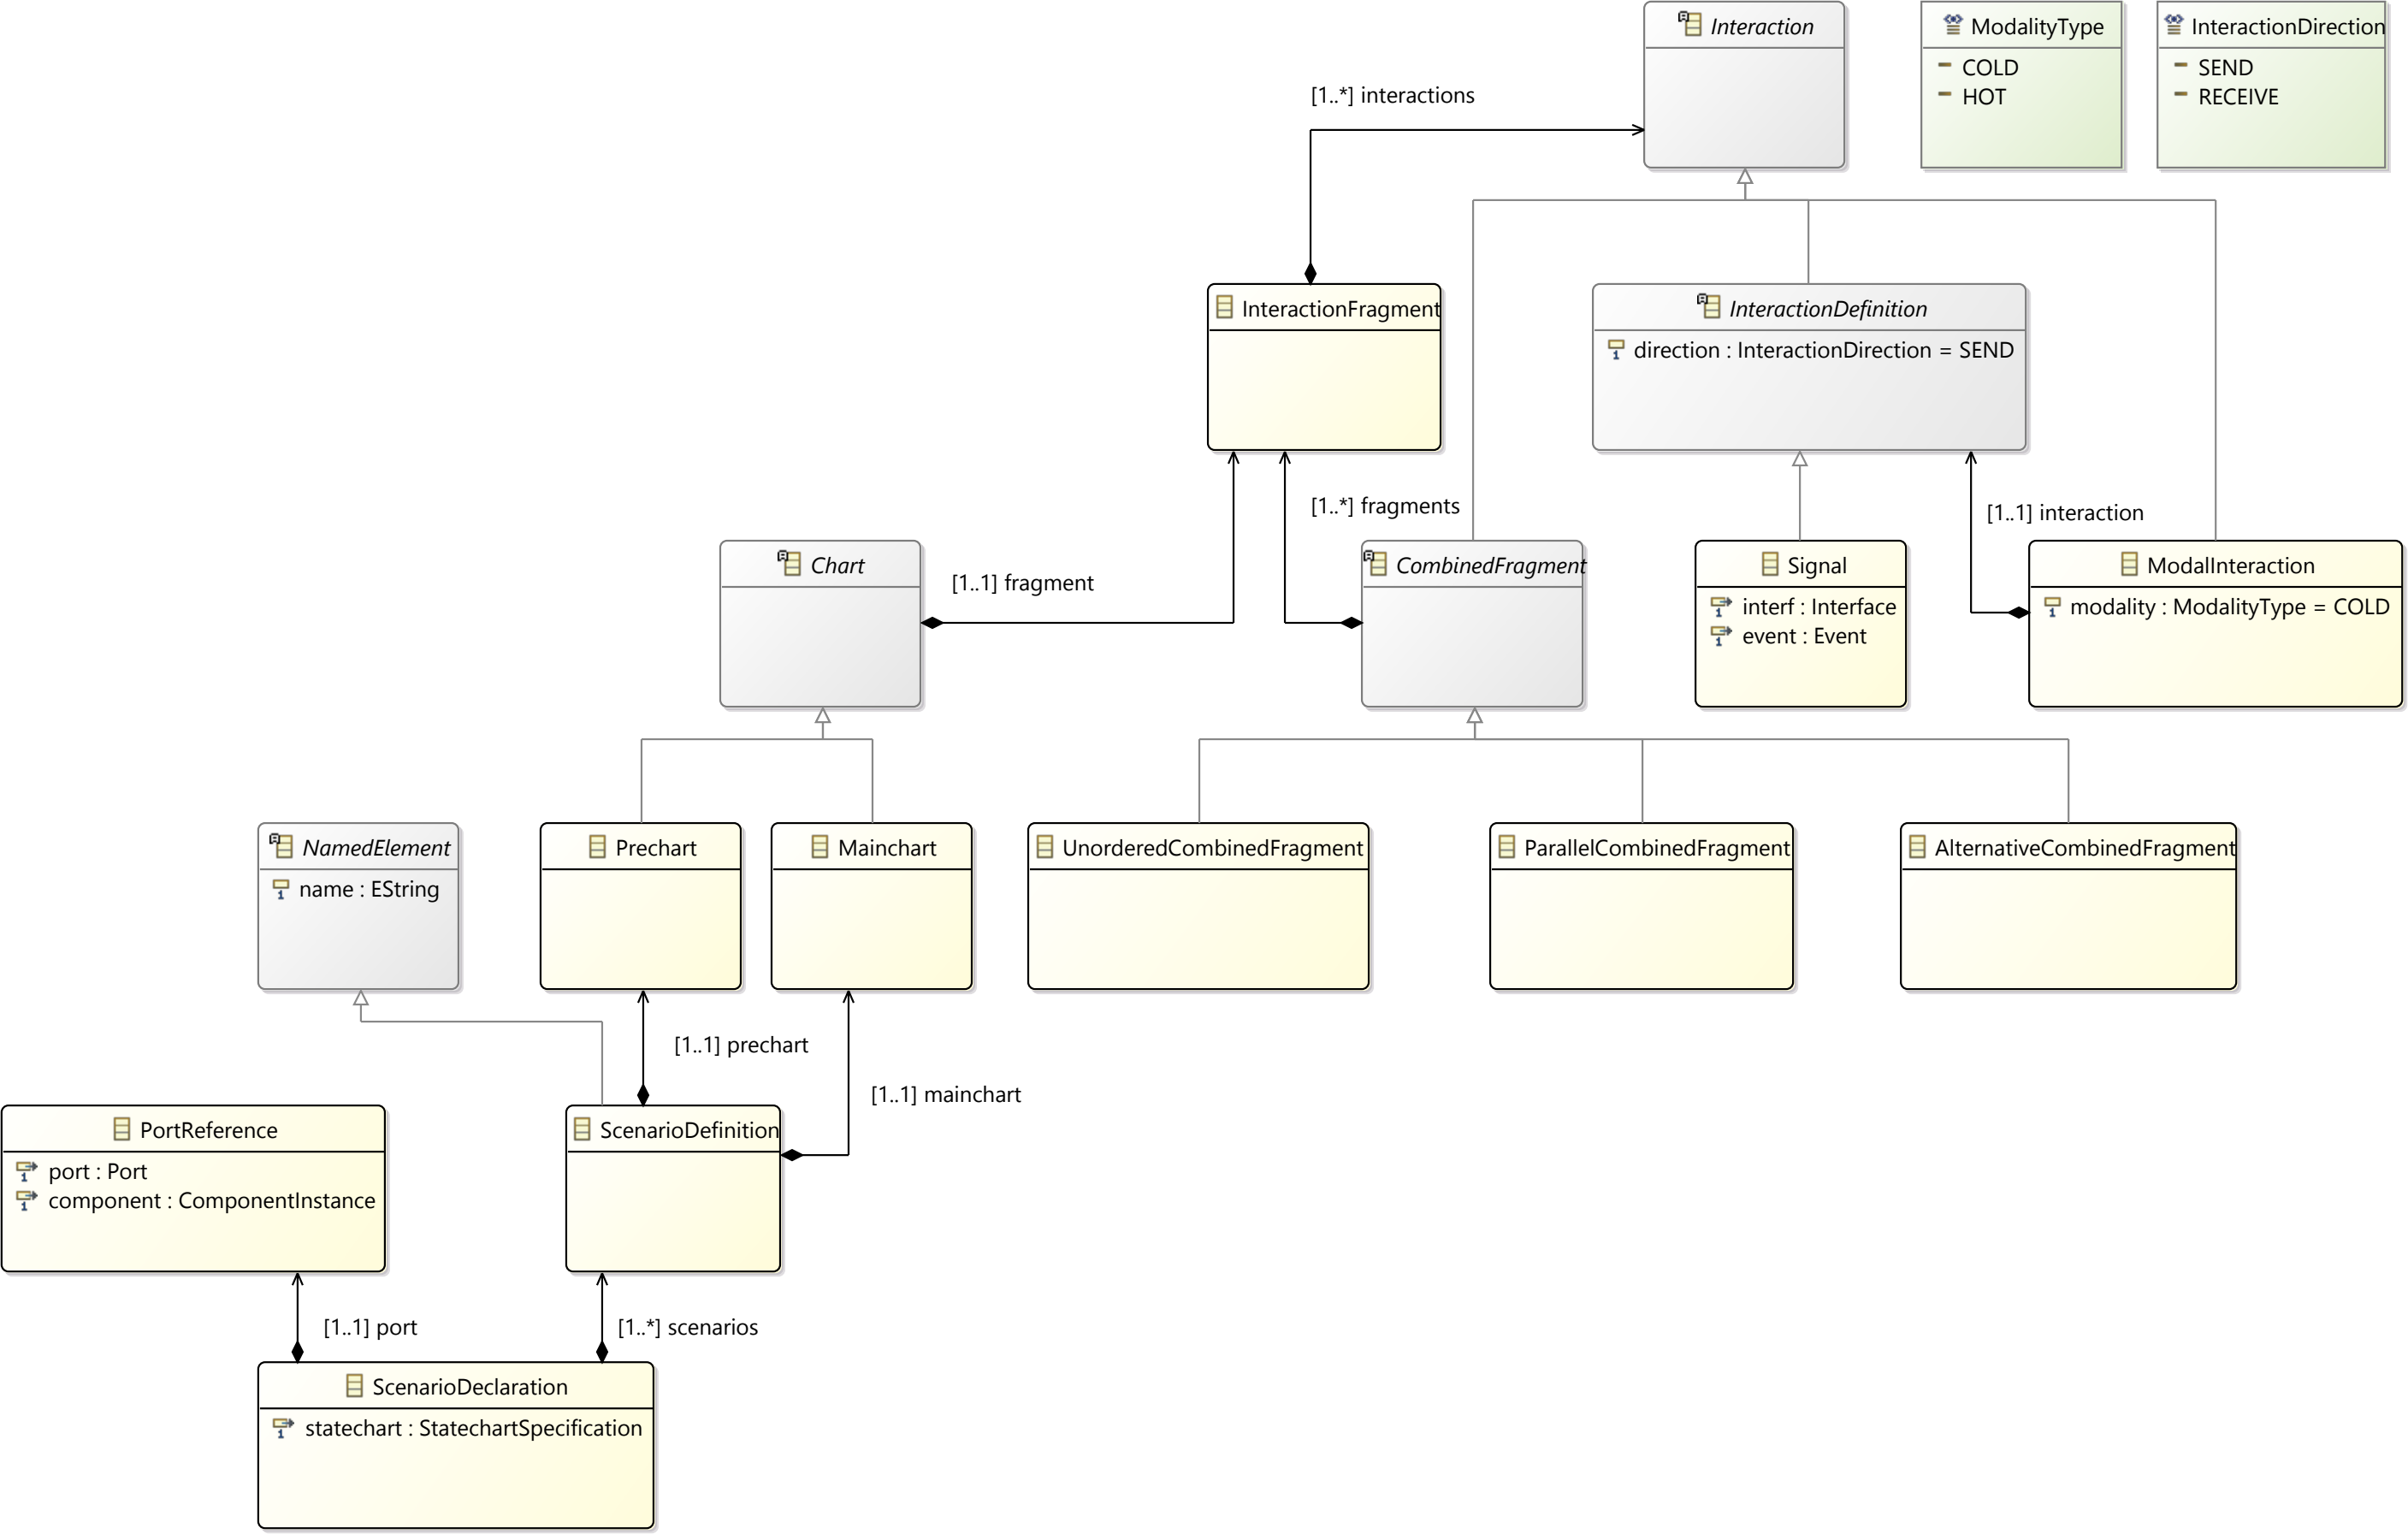 Interaction
ModalityType
COLD
HOT
InteractionDirection
SEND
RECEIVE
[1..*] interactions
InteractionFragment
InteractionDefinition
direction : InteractionDirection = SEND
[1..*] fragments
[1..1] interaction
Chart
[1..1] fragment
CombinedFragment
Signal
interf : Interface
event : Event
ModalInteraction
modality : ModalityType = COLD
NamedElement
name : EString
Prechart
Mainchart
UnorderedCombinedFragment
ParallelCombinedFragment
AlternativeCombinedFragment
[1..1] prechart
[1..1] mainchart
PortReference
port : Port
component : ComponentInstance
ScenarioDefinition
[1..1] port
[1..*] scenarios
ScenarioDeclaration
statechart : StatechartSpecification